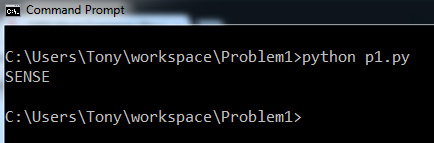 Command Prompt
C:\Users\Tony\workspace\Problem1>python p1.py
SENSE
C:\Users\Tony\workspace\Problem1>